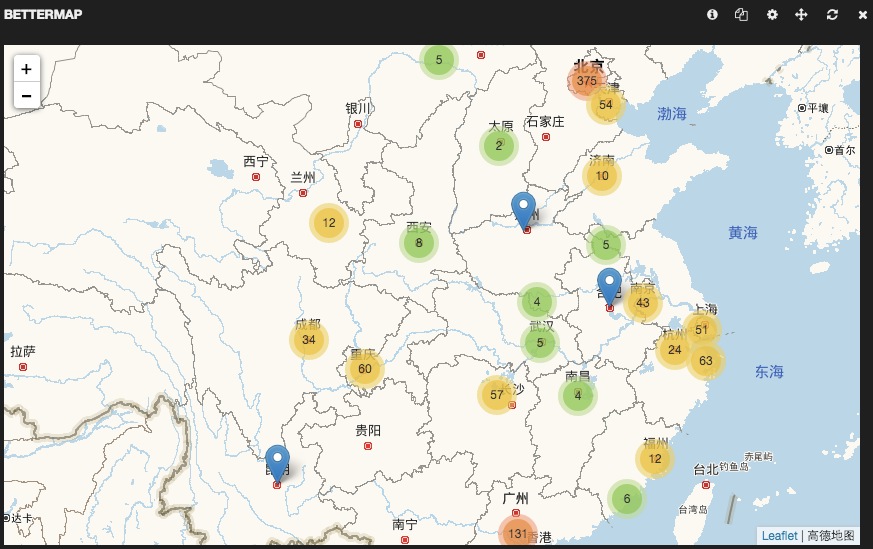 BETTERMAP
+
−
5
北京
375
津
54
渤海
平壤
银川
太原
2
石家庄
首尔
济南
10
西宁
兰州
12
西安
8
州
5
黄海
4
合肥
南京
43
上海
51
成都
34
武汉
5
杭州
24
63
拉萨
重庆
60
东海
57
长沙
南昌
4
贵阳
福州
12
赤尾屿
钓鱼岛
台北
昆明
6
广州
台湾岛
达卡
南宁
131
香港
Leaflet | 高德地图